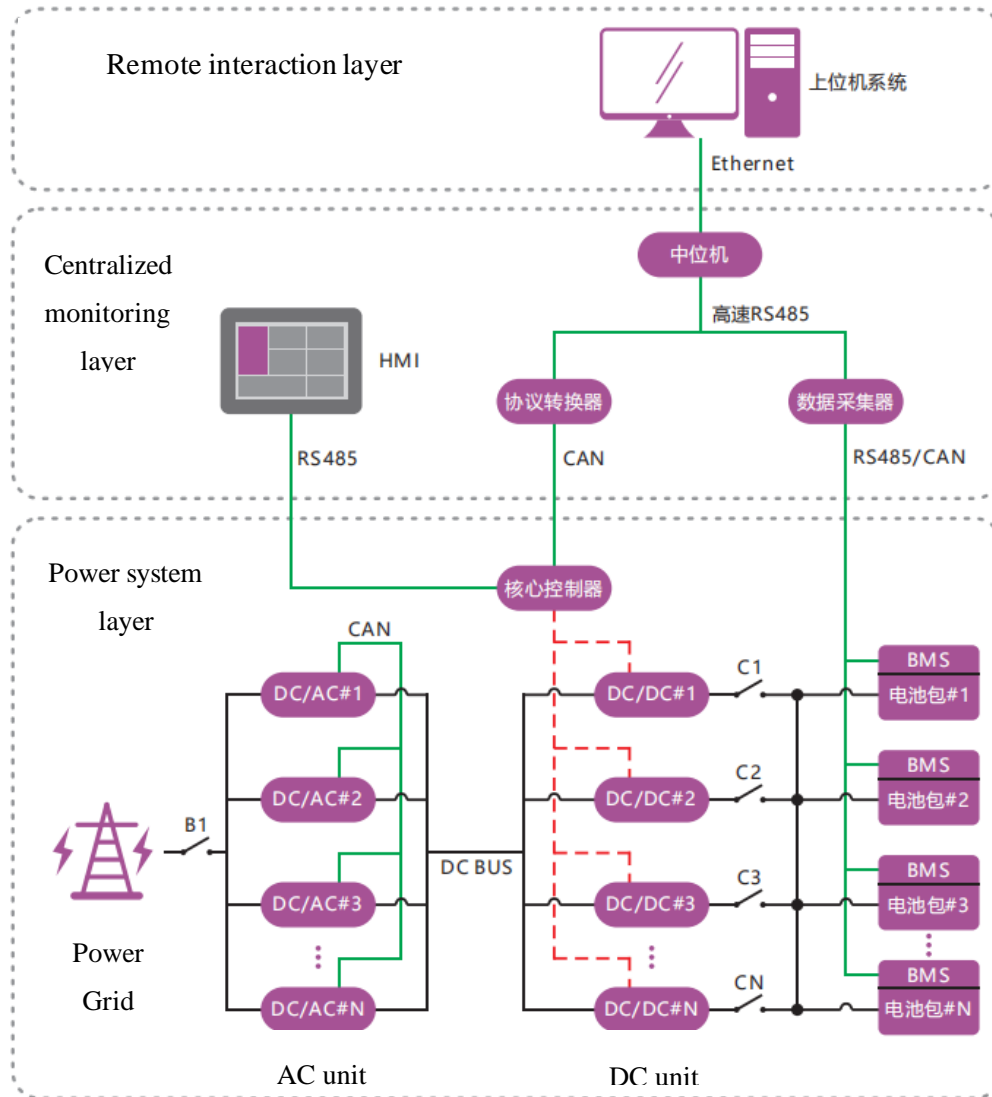 Remote interaction layer
上位机系统
Ethernet
中位机
Centralized
monitoring
layer
高速RS485
HMI
协议转换器
数据采集器
RS485
CAN
RS485/CAN
Power system
layer
核心控制器
CAN
BMS
C1
DC/AC#1
DC/DC#1
电池包#1
BMS
C2
DC/AC#2
DC/DC#2
电池包#2
B1
DC BUS
BMS
C3
DC/AC#3
DC/DC#3
电池包#3
Power
Grid
BMS
CN
DC/AC#N
DC/DC#N
电池包#N
AC unit
DC unit